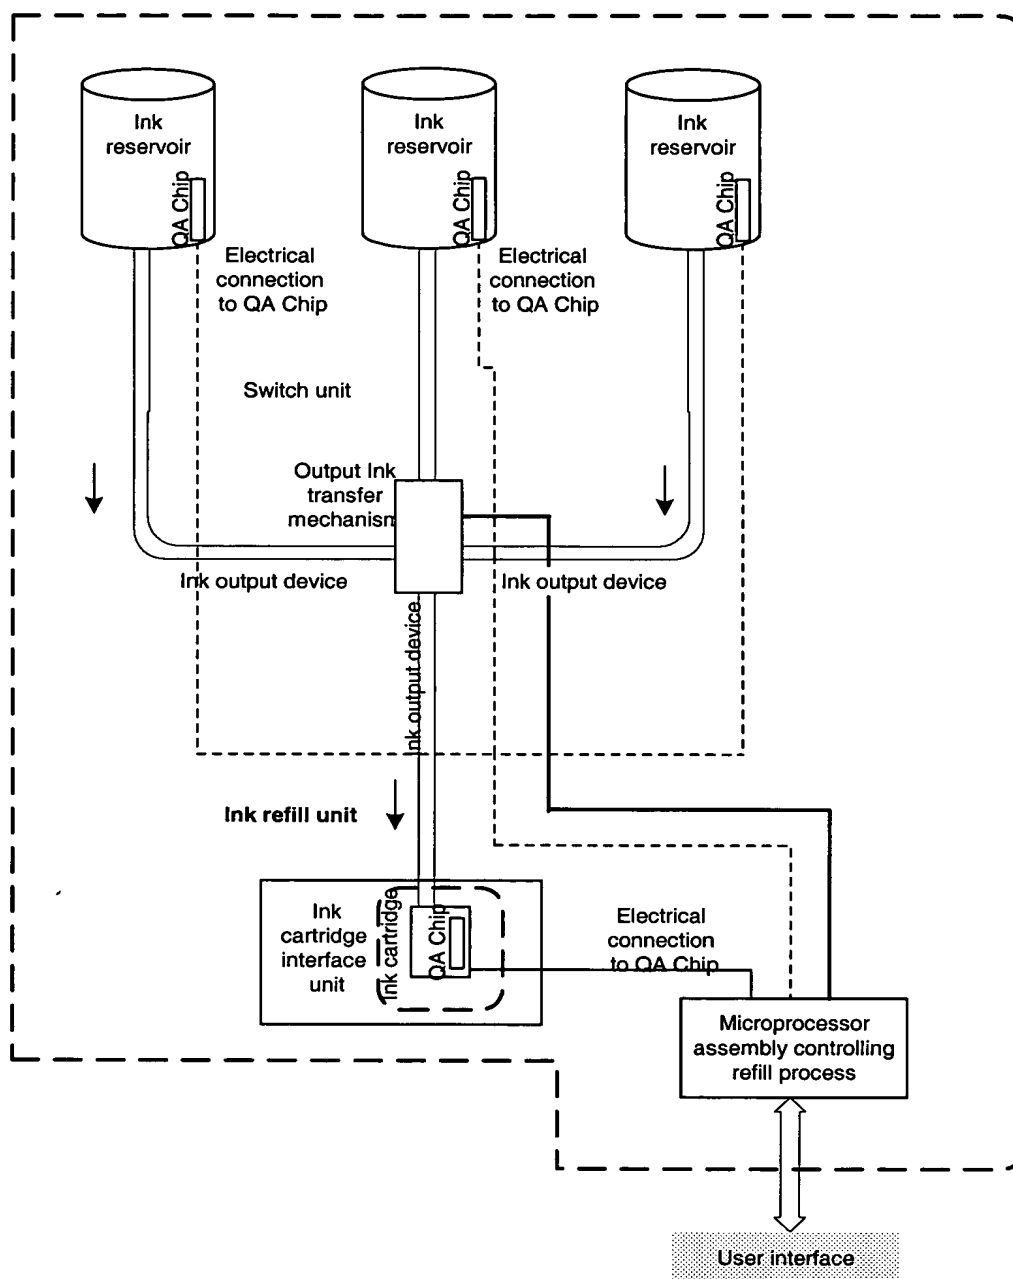 Ink
reservoir
QA Chip
Ink
reservoir
QA Chip
Ink
reservoir
QA Chip
Electrical
connection
to QA Chip
Electrical
connection
to QA Chip
Switch unit
Output Ink
transfer
mechanism
Ink output device
Ink output device
nk output device
Ink refill unit
Ink
cartridge
interface
unit
Ink cartridge
QA Chip
Electrical
connection
to QA Chip
Microprocessor
assembly controlling
refill process
User interface